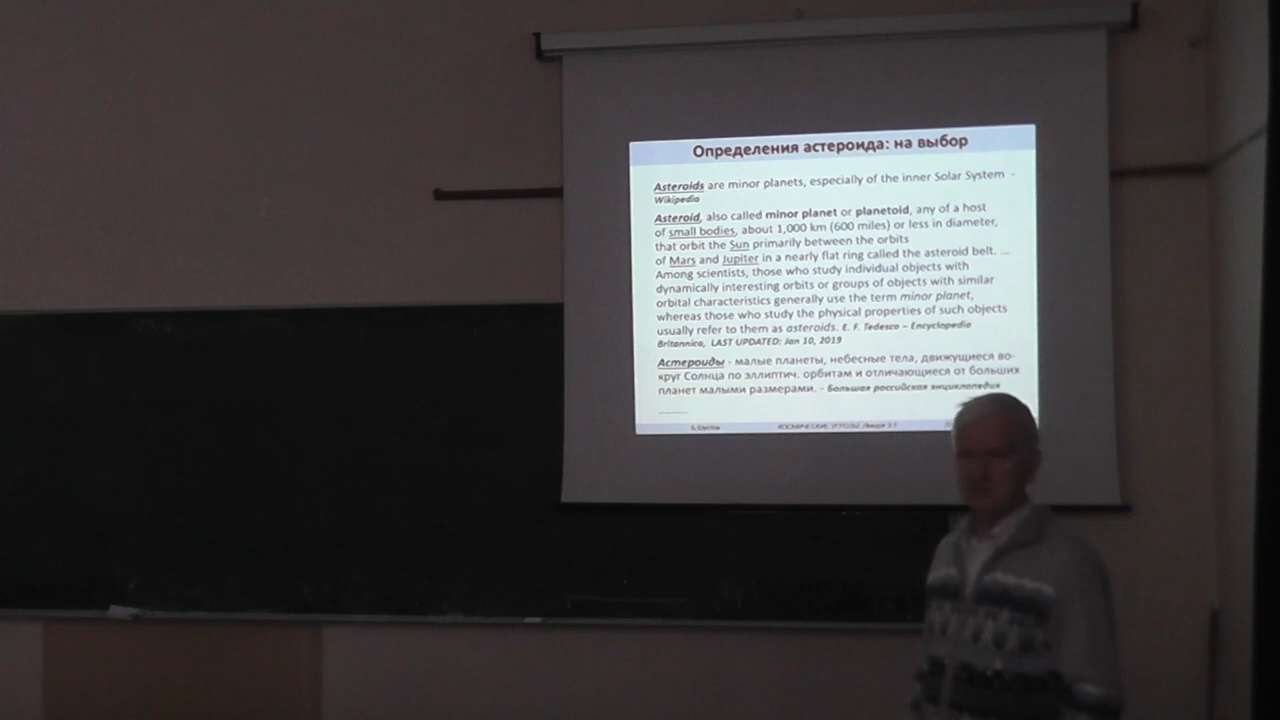 Определения астероида: на выбор
Asteroids are minor planets, especially of the inner Solar System -
Wikipedia
Asteroid, also called minor planet or planetoid, any of a host
of small bodies, about 1,000 km (600 miles) or less in diameter,
that orbit the Sun primarily between the orbits
of Mars and Jupiter in a nearly flat ring called the asteroid belt. ...
Among scientists, those who study individual objects with
dynamically interesting orbits or groups of objects with similar
orbital characteristics generally use the term minor planet,
whereas those who study the physical properties of such objects
usually refer to them as asteroids. E. F. Tedesco – Encyclopedia
Britannica, LAST UPDATED: Jan 10, 2019
Астероиды - малые планеты, небесные тела, движущиеся во-
круг Солнца по эллиптич. орбитам и отличающиеся от больших
планет малыми размерами. - Большая российская энциклопедия
Б.Шустов КОСМИЧЕСКИЕ УГРОЗЫ